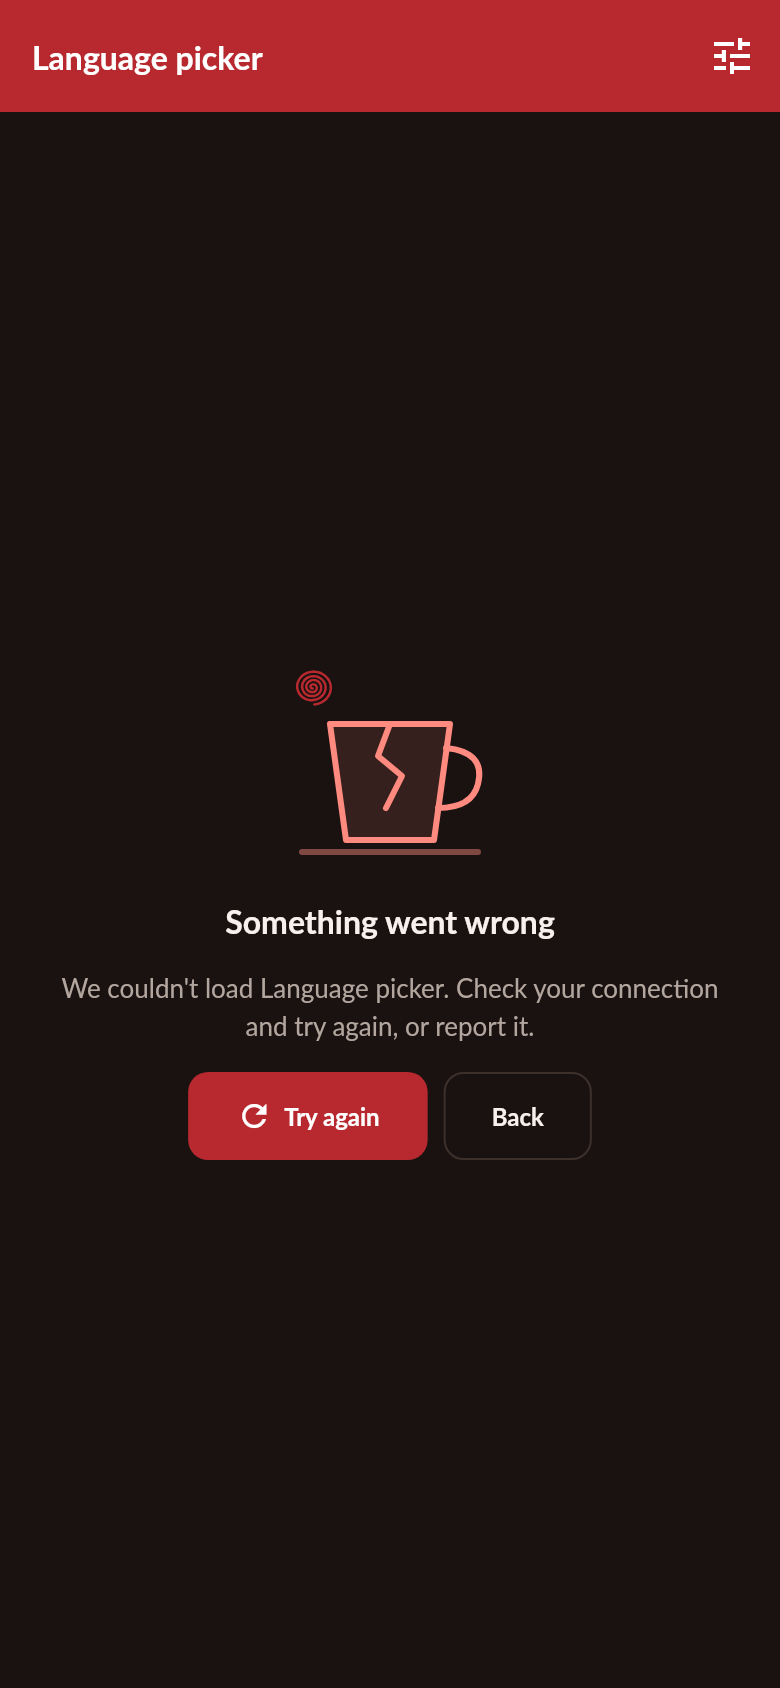 Language picker
Something went wrong
We couldn't load Language picker. Check your connection
and try again, or report it.
Try again
Back